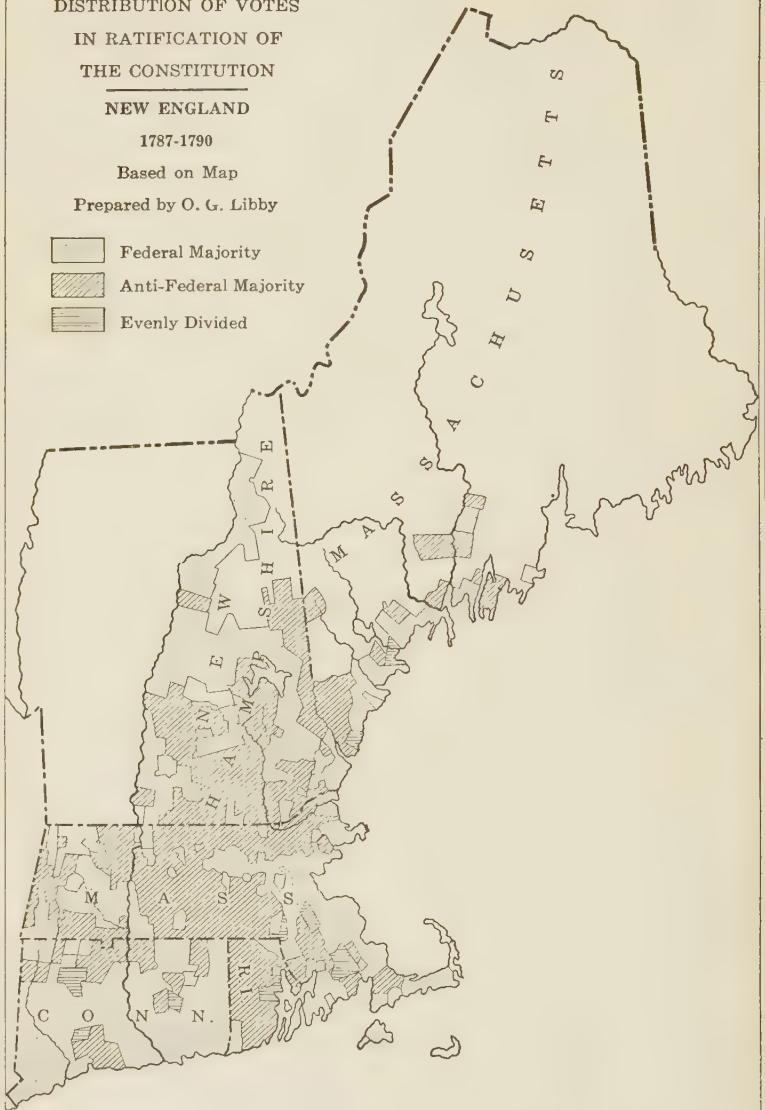 DISTRIBUTION OF VOTES
IN RATIFICATION OF
THE CONSTITUTION
NEW ENGLAND
1787-1790
Based on Map
Prepared by O. G. Libby
Federal Majority
Anti-Federal Majority
Evenly Divided
MASSACHUSETTS
NEW HAMPSHIRE
MASS
CONN.
RI